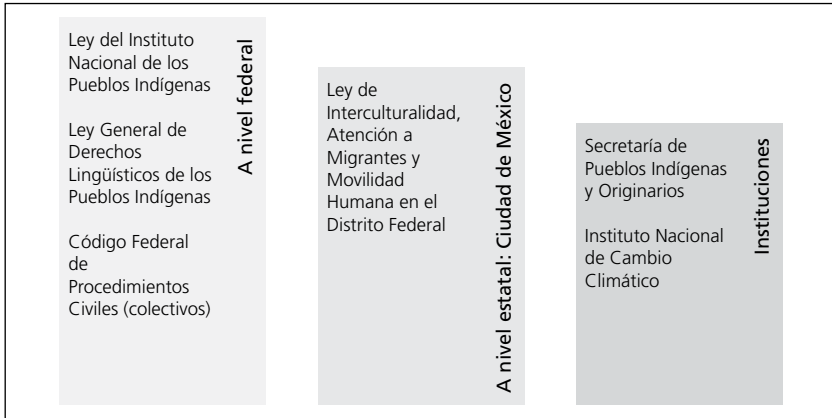 Ley del Instituto
Nacional de los
Pueblos Indígenas
Ley General de
Derechos
Lingüísticos de los
Pueblos Indígenas
Código Federal
de
Procedimientos
Civiles (colectivos)
A nivel federal
Ley de
Interculturalidad,
Atención a
Migrantes y
Movilidad
Humana en el
Distrito Federal
A nivel estatal: Ciudad de México
Secretaría de
Pueblos Indígenas
y Originarios
Instituto Nacional
de Cambio
Climático
Instituciones